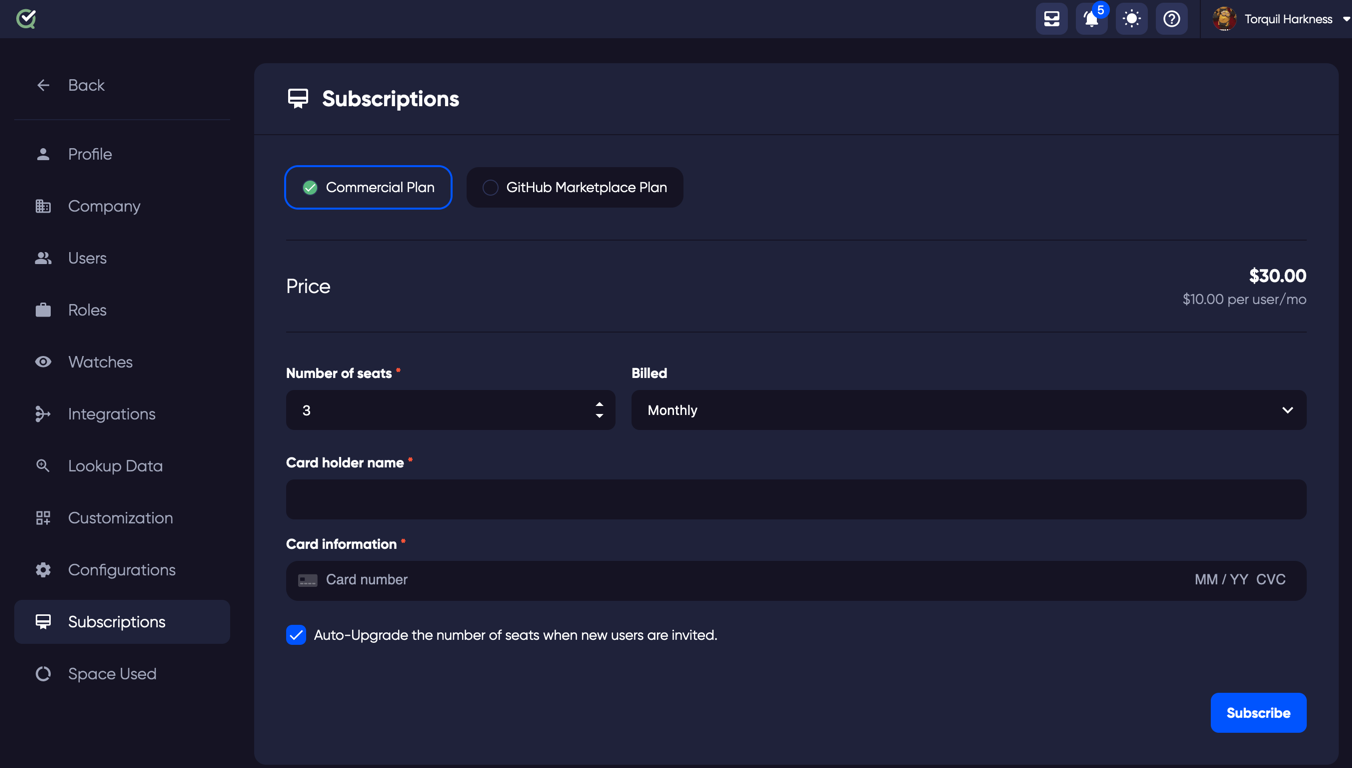 5
Torquil Harkness
Back
Profile
Company
Users
Roles
Watches
Integrations
Lookup Data
Customization
Configurations
Subscriptions
Space Used
Subscriptions
Commercial Plan
GitHub Marketplace Plan
Price
$30.00
$10.00 per user/mo
Number of seats *
Billed
3
Monthly
Card holder name *
Card information *
Card number MM / YY CVC
Auto-Upgrade the number of seats when new users are invited.
Subscribe